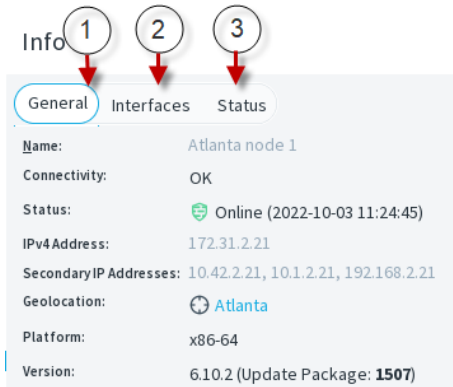 Info
1
2
3
General Interfaces Status
Name: Atlanta node 1
Connectivity: OK
Status: Online (2022-10-03 11:24:45)
IPv4 Address: 172.31.2.21
Secondary IP Addresses: 10.42.2.21, 10.1.2.21, 192.168.2.21
Geolocation: Atlanta
Platform: x86-64
Version: 6.10.2 (Update Package: 1507)